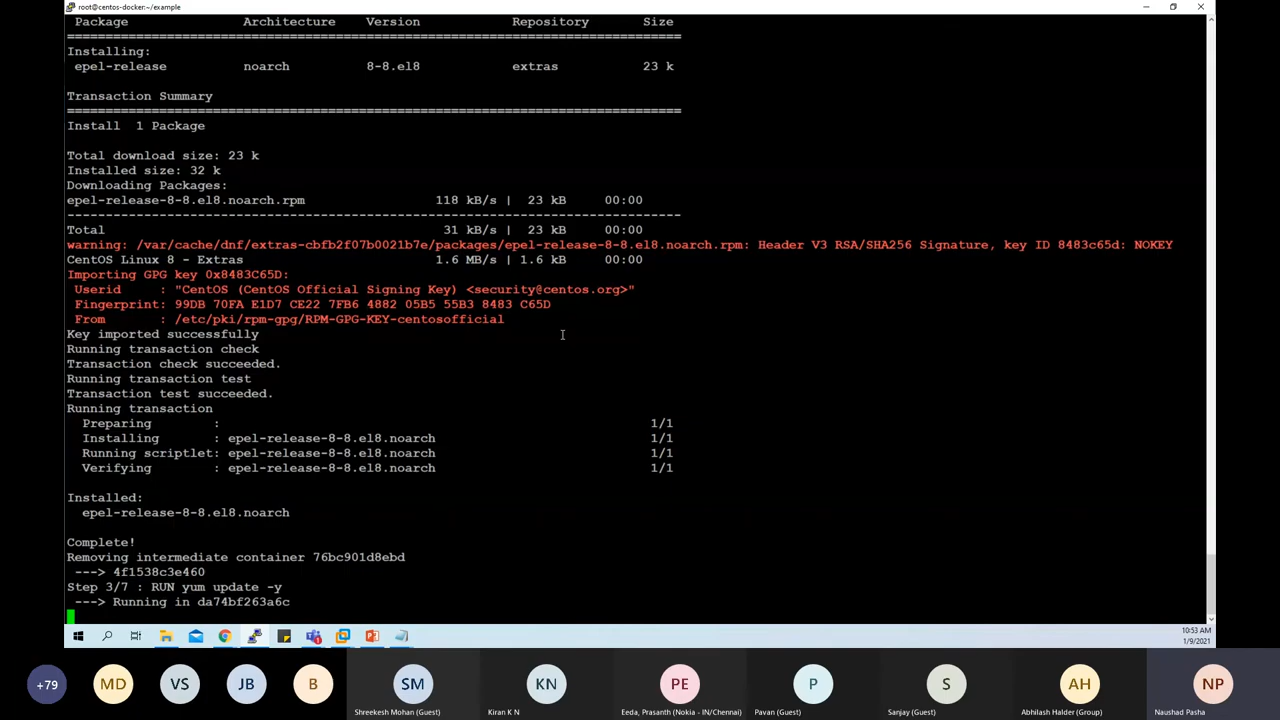 root@centos-docker:~/example
Package Architecture Version Repository Size
================================================================================
Installing:
epel-release noarch 8-8.el8 extras 23 k
Transaction Summary
================================================================================
Install 1 Package
Total download size: 23 k
Installed size: 32 k
Downloading Packages:
epel-release-8-8.el8.noarch.rpm 118 kB/s | 23 kB 00:00
--------------------------------------------------------------------------------
Total 31 kB/s | 23 kB 00:00
warning: /var/cache/dnf/extras-cbfb2f07b0021b7e/packages/epel-release-8-8.el8.noarch.rpm: Header V3 RSA/SHA256 Signature, key ID 8483c65d: NOKEY
CentOS Linux 8 - Extras 1.6 MB/s | 1.6 kB 00:00
Importing GPG key 0x8483C65D:
Userid : "CentOS (CentOS Official Signing Key) <security@centos.org>"
Fingerprint: 99DB 70FA E1D7 CE22 7FB6 4882 05B5 55B3 8483 C65D
From : /etc/pki/rpm-gpg/RPM-GPG-KEY-centosofficial
Key imported successfully
Running transaction check
Transaction check succeeded.
Running transaction test
Transaction test succeeded.
Running transaction
Preparing : 1/1
Installing : epel-release-8-8.el8.noarch 1/1
Running scriptlet: epel-release-8-8.el8.noarch 1/1
Verifying : epel-release-8-8.el8.noarch 1/1
Installed:
epel-release-8-8.el8.noarch
Complete!
Removing intermediate container 76bc901d8ebd
---> 4f1538c3e460
Step 3/7 : RUN yum update -y
---> Running in da74bf263a6c
10:53 AM
1/9/2021
+79 MD VS JB B SM KN PE P S AH NP
Shreekesh Mohan (Guest) Kiran K N Eeda, Prasanth (Nokia - IN/Chennai) Pavan (Guest) Sanjay (Guest) Abhilash Halder (Group) Naushad Pasha